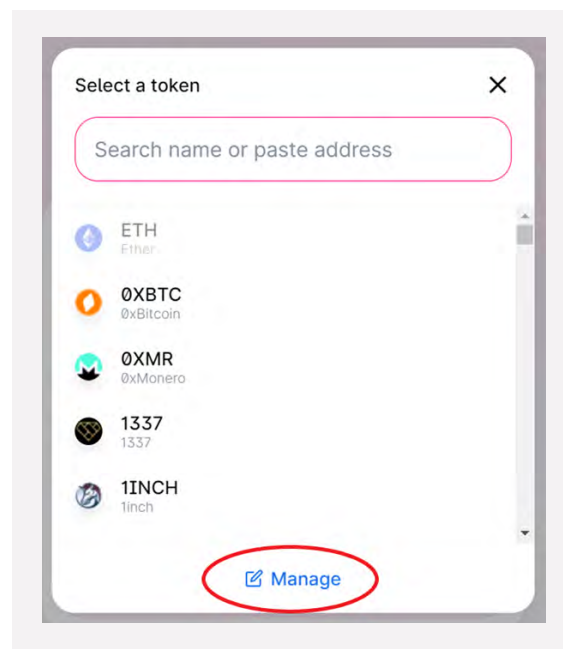 Select a token
Search name or paste address
ETH
Ether
0XBTC
0xBitcoin
0XMR
0xMonero
1337
1337
1INCH
1inch
Manage